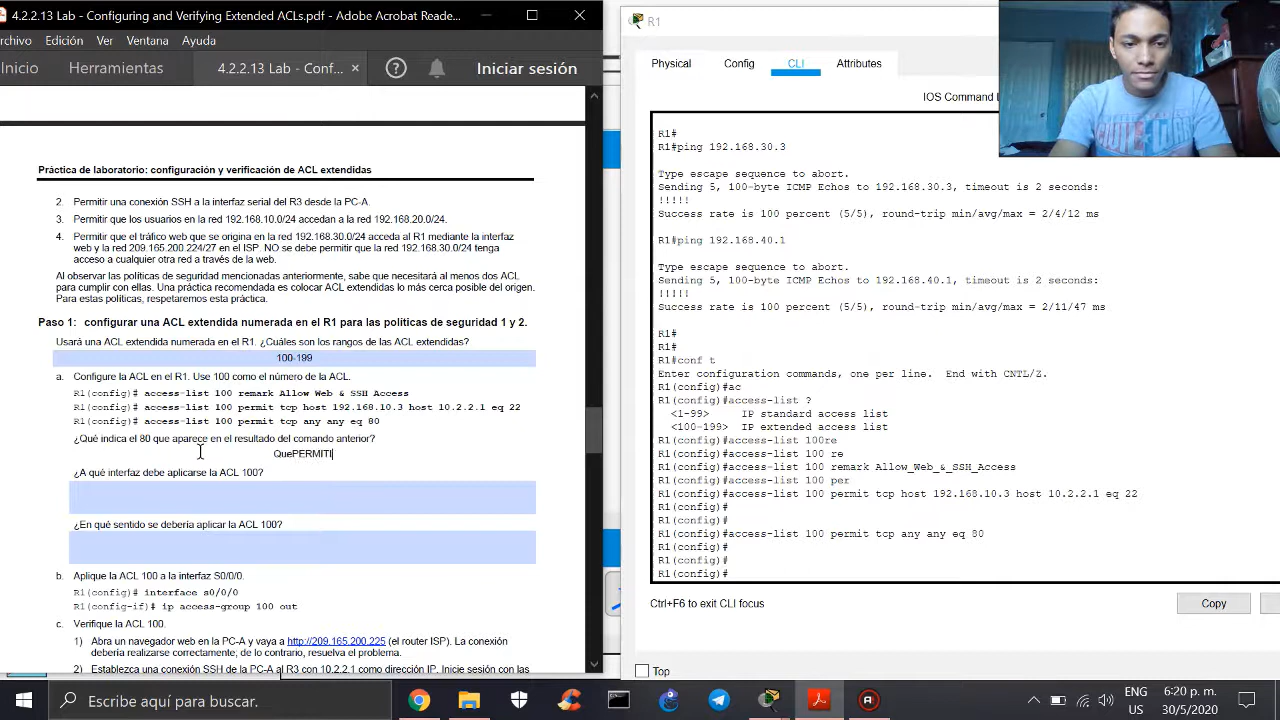 4.2.2.13 Lab - Configuring and Verifying Extended ACLs.pdf - Adobe Acrobat Reade...
rchivo Edición Ver Ventana Ayuda
Inicio Herramientas 4.2.2.13 Lab - Conf... × Iniciar sesión
Práctica de laboratorio: configuración y verificación de ACL extendidas
2. Permitir una conexión SSH a la interfaz serial del R3 desde la PC-A.
3. Permitir que los usuarios en la red 192.168.10.0/24 accedan a la red 192.168.20.0/24.
4. Permitir que el tráfico web que se origina en la red 192.168.30.0/24 acceda al R1 mediante la interfaz
web y la red 209.165.200.224/27 en el ISP. NO se debe permitir que la red 192.168.30.0/24 tenga
acceso a cualquier otra red a través de la web.
Al observar las políticas de seguridad mencionadas anteriormente, sabe que necesitará al menos dos ACL
para cumplir con ellas. Una práctica recomendada es colocar ACL extendidas lo más cerca posible del origen.
Para estas políticas, respetaremos esta práctica.
Paso 1: configurar una ACL extendida numerada en el R1 para las políticas de seguridad 1 y 2.
Usará una ACL extendida numerada en el R1. ¿Cuáles son los rangos de las ACL extendidas?
100-199
a. Configure la ACL en el R1. Use 100 como el número de la ACL.
R1(config)# access-list 100 remark Allow Web & SSH Access
R1(config)# access-list 100 permit tcp host 192.168.10.3 host 10.2.2.1 eq 22
R1(config)# access-list 100 permit tcp any any eq 80
¿Qué indica el 80 que aparece en el resultado del comando anterior?
QuePERMITI
¿A qué interfaz debe aplicarse la ACL 100?
¿En qué sentido se debería aplicar la ACL 100?
b. Aplique la ACL 100 a la interfaz S0/0/0.
R1(config)# interface s0/0/0
R1(config-if)# ip access-group 100 out
c. Verifique la ACL 100.
1) Abra un navegador web en la PC-A y vaya a http://209.165.200.225 (el router ISP). La conexión
debería realizarse correctamente; de lo contrario, resuelva el problema.
2) Establezca una conexión SSH de la PC-A al R3 con 10.2.2.1 como dirección IP. Inicie sesión con las
R1
Physical Config CLI Attributes
IOS Command
R1#
R1#ping 192.168.30.3
Type escape sequence to abort.
Sending 5, 100-byte ICMP Echos to 192.168.30.3, timeout is 2 seconds:
!!!!!
Success rate is 100 percent (5/5), round-trip min/avg/max = 2/4/12 ms
R1#ping 192.168.40.1
Type escape sequence to abort.
Sending 5, 100-byte ICMP Echos to 192.168.40.1, timeout is 2 seconds:
!!!!!
Success rate is 100 percent (5/5), round-trip min/avg/max = 2/11/47 ms
R1#
R1#
R1#conf t
Enter configuration commands, one per line. End with CNTL/Z.
R1(config)#ac
R1(config)#access-list ?
<1-99> IP standard access list
<100-199> IP extended access list
R1(config)#access-list 100re
R1(config)#access-list 100 re
R1(config)#access-list 100 remark Allow_Web_&_SSH_Access
R1(config)#access-list 100 per
R1(config)#access-list 100 permit tcp host 192.168.10.3 host 10.2.2.1 eq 22
R1(config)#
R1(config)#
R1(config)#access-list 100 permit tcp any any eq 80
R1(config)#
R1(config)#
R1(config)#
Ctrl+F6 to exit CLI focus
Copy
Top
Escribe aquí para buscar.
ENG
US
6:20 p. m.
30/5/2020